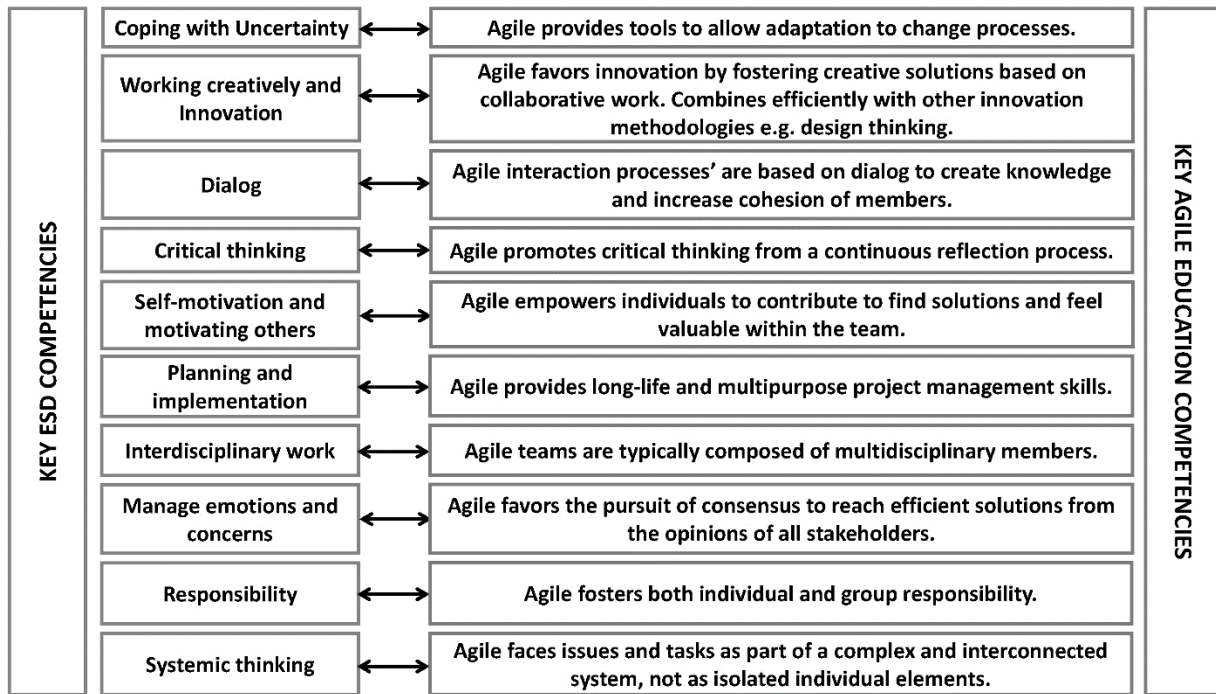 KEY ESD COMPETENCIES
Coping with Uncertainty
Agile provides tools to allow adaptation to change processes.
Working creatively and
Innovation
Agile favors innovation by fostering creative solutions based on
collaborative work. Combines efficiently with other innovation
methodologies e.g. design thinking.
Dialog
Agile interaction processes’ are based on dialog to create knowledge
and increase cohesion of members.
Critical thinking
Agile promotes critical thinking from a continuous reflection process.
Self-motivation and
motivating others
Agile empowers individuals to contribute to find solutions and feel
valuable within the team.
Planning and
implementation
Agile provides long-life and multipurpose project management skills.
Interdisciplinary work
Agile teams are typically composed of multidisciplinary members.
Manage emotions and
concerns
Agile favors the pursuit of consensus to reach efficient solutions from
the opinions of all stakeholders.
Responsibility
Agile fosters both individual and group responsibility.
Systemic thinking
Agile faces issues and tasks as part of a complex and interconnected
system, not as isolated individual elements.
KEY AGILE EDUCATION COMPETENCIES